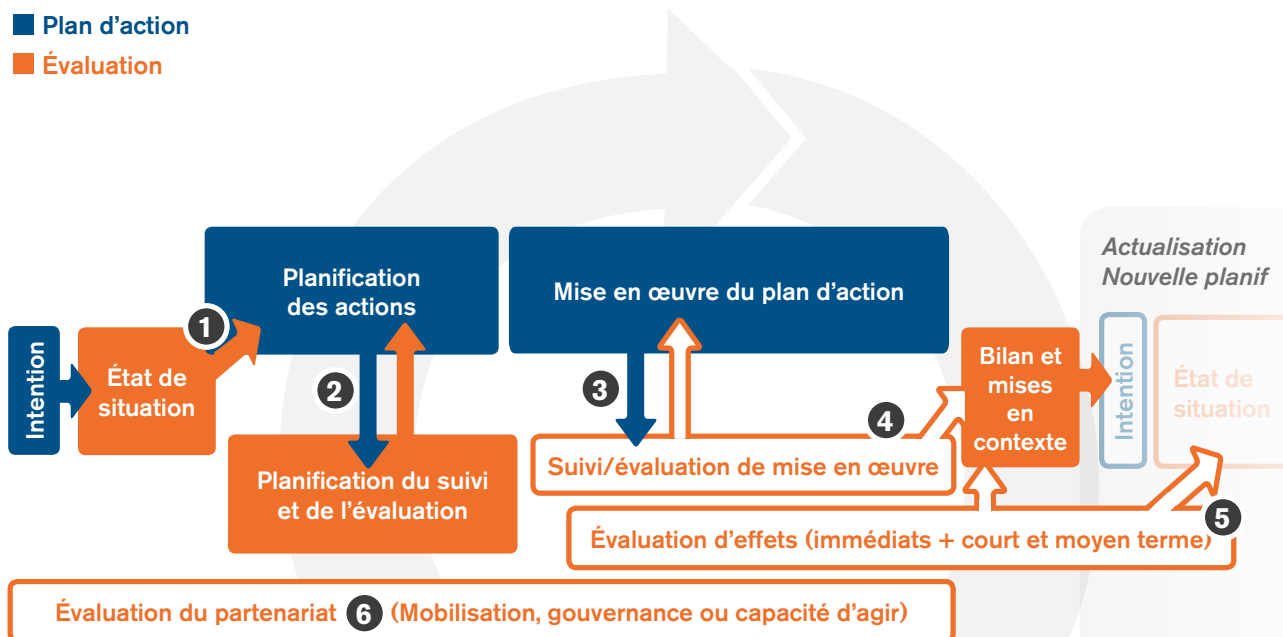 Plan d’action
Évaluation
Actualisation
Nouvelle planif
Planification
des actions
Mise en œuvre du plan d’action
1
Intention
État de
situation
2
3
4
Bilan et
mises
en
contexte
Intention
État de
situation
Planification du suivi
et de l’évaluation
Suivi/évaluation de mise en œuvre
5
Évaluation d’effets (immédiats + court et moyen terme)
Évaluation du partenariat 6 (Mobilisation, gouvernance ou capacité d’agir)